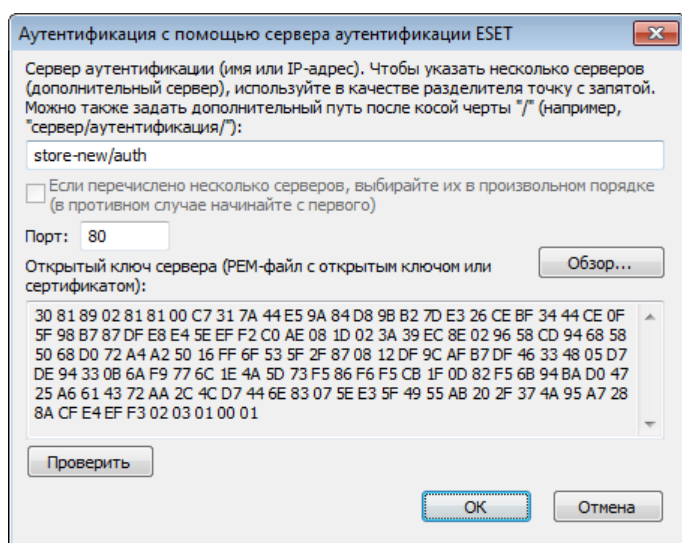 Аутентификация с помощью сервера аутентификации ESET
Сервер аутентификации (имя или IP-адрес). Чтобы указать несколько серверов
(дополнительный сервер), используйте в качестве разделителя точку с запятой.
Можно также задать дополнительный путь после косой черты "/" (например,
"сервер/аутентификация/"):
store-new/auth
Если перечислено несколько серверов, выбирайте их в произвольном порядке
(в противном случае начинайте с первого)
Порт: 80
Открытый ключ сервера (PEM-файл с открытым ключом или
сертификатом):
Обзор...
30 81 89 02 81 81 00 C7 31 7A 44 E5 9A 84 D8 9B B2 7D E3 26 CE BF 34 44 CE 0F
5F 98 B7 87 DF E8 E4 5E EF F2 C0 AE 08 1D 02 3A 39 EC 8E 02 96 58 CD 94 68 58
50 68 D0 72 A4 A2 50 16 FF 6F 53 5F 2F 87 08 12 DF 9C AF B7 DF 46 33 48 05 D7
DE 94 33 0B 6A F9 77 6C 1E 4A 5D 73 F5 86 F6 F5 CB 1F 0D 82 F5 6B 94 BA D0 47
25 A6 61 43 72 AA 2C 4C D7 44 6E 83 07 5E E3 5F 49 55 AB 20 2F 37 4A 95 A7 28
8A CF E4 EF F3 02 03 01 00 01
Проверить
OK
Отмена